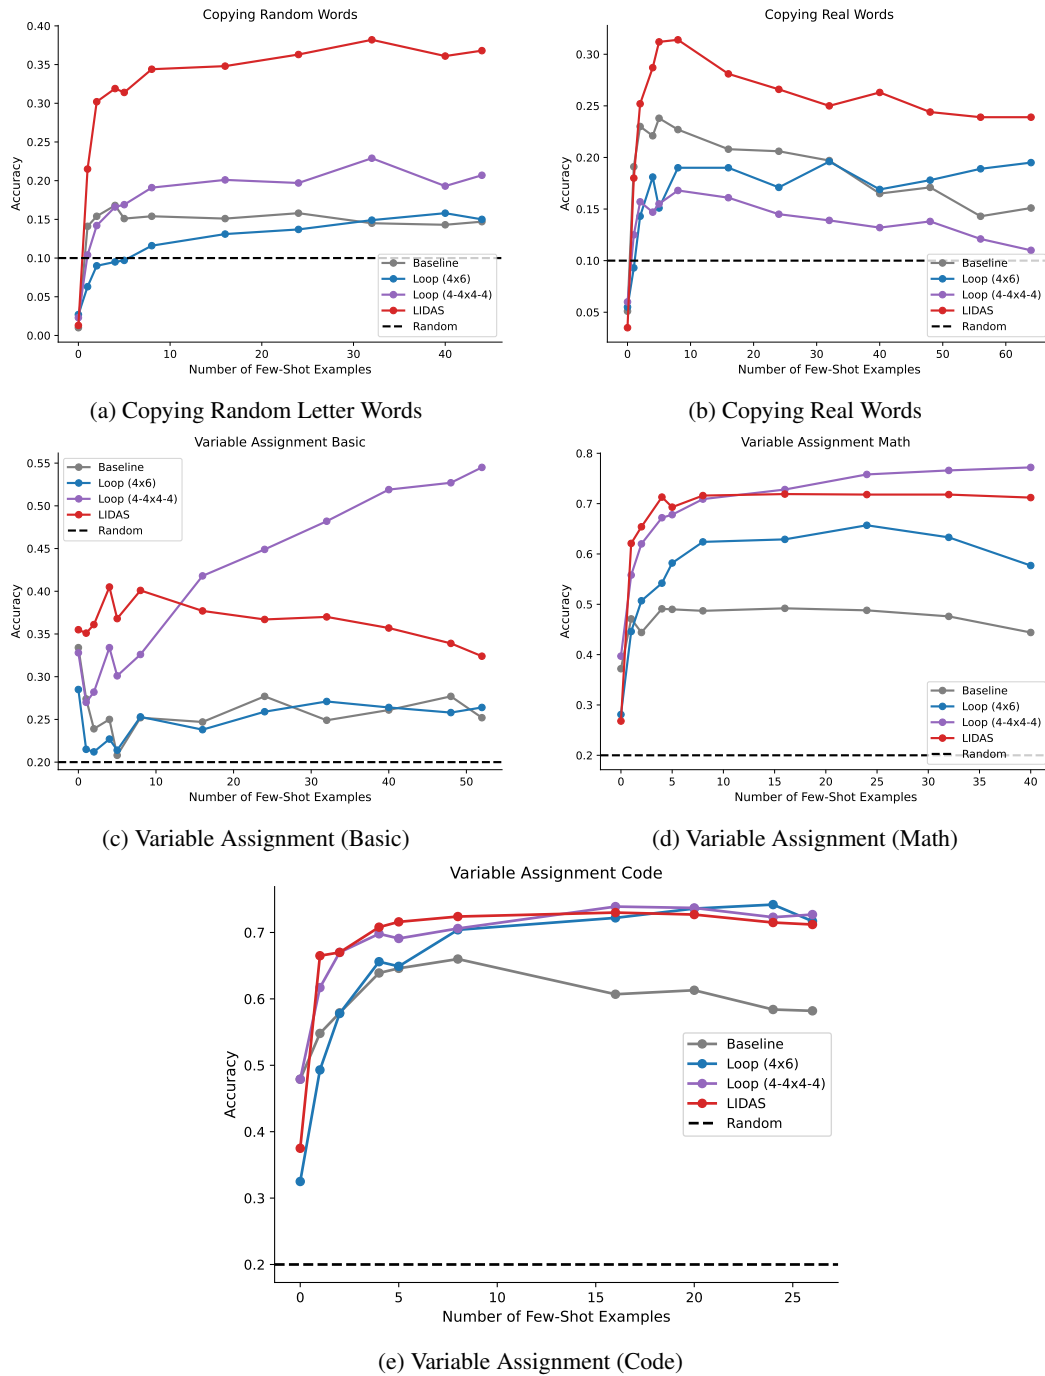 Copying Random Words
0.40
0.35
0.30
0.25
0.20
0.15
0.10
0.05
0.00
Accuracy
Baseline
Loop (4x6)
Loop (4-4x4-4)
LIDAS
Random
0 10 20 30 40
Number of Few-Shot Examples
(a) Copying Random Letter Words
Copying Real Words
0.30
0.25
0.20
0.15
0.10
0.05
Accuracy
Baseline
Loop (4x6)
Loop (4-4x4-4)
LIDAS
Random
0 10 20 30 40 50 60
Number of Few-Shot Examples
(b) Copying Real Words
Variable Assignment Basic
0.55
0.50
0.45
0.40
0.35
0.30
0.25
0.20
Accuracy
Baseline
Loop (4x6)
Loop (4-4x4-4)
LIDAS
Random
0 10 20 30 40 50
Number of Few-Shot Examples
(c) Variable Assignment (Basic)
Variable Assignment Math
0.8
0.7
0.6
0.5
0.4
0.3
0.2
Accuracy
Baseline
Loop (4x6)
Loop (4-4x4-4)
LIDAS
Random
0 5 10 15 20 25 30 35 40
Number of Few-Shot Examples
(d) Variable Assignment (Math)
Variable Assignment Code
0.7
0.6
0.5
0.4
0.3
0.2
Accuracy
Baseline
Loop (4x6)
Loop (4-4x4-4)
LIDAS
Random
0 5 10 15 20 25
Number of Few-Shot Examples
(e) Variable Assignment (Code)